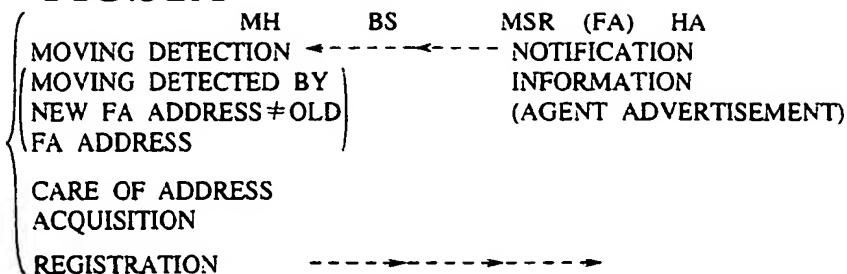 MH BS MSR (FA) HA
MOVING DETECTION NOTIFICATION
MOVING DETECTED BY INFORMATION
NEW FA ADDRESS≠OLD (AGENT ADVERTISEMENT)
FA ADDRESS
CARE OF ADDRESS
ACQUISITION
REGISTRATION